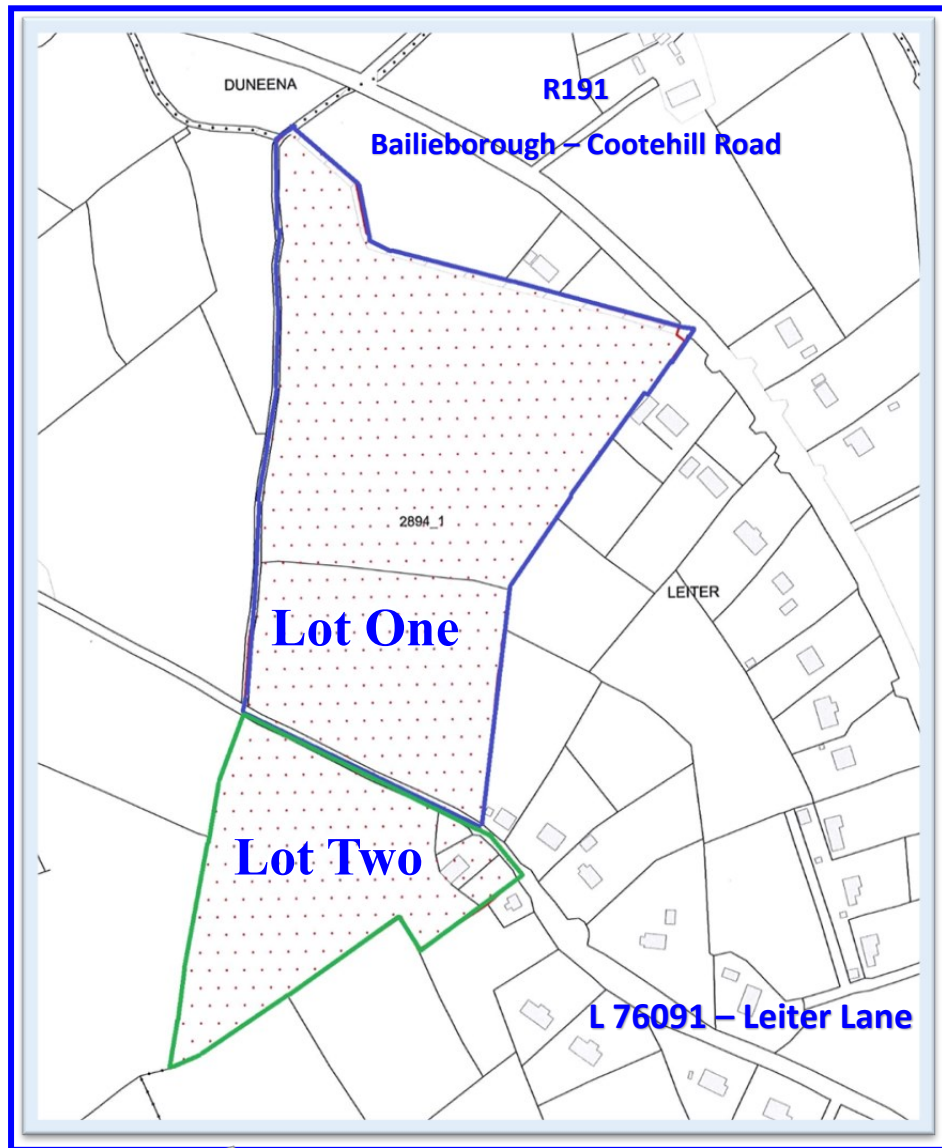 DUNEENA
R191
Bailieborough – Cootehill Road
2894_1
LEITER
Lot One
Lot Two
L 76091 – Leiter Lane